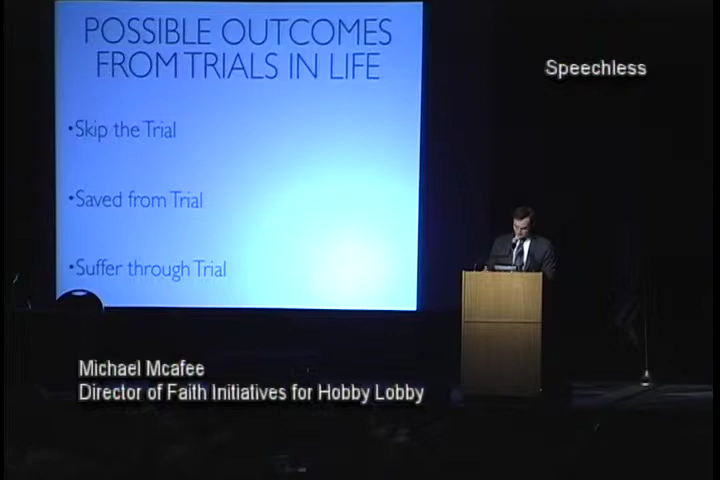 POSSIBLE OUTCOMES
FROM TRIALS IN LIFE
•Skip the Trial
•Saved from Trial
•Suffer through Trial
Speechless
Michael Mcafee
Director of Faith Initiatives for Hobby Lobby